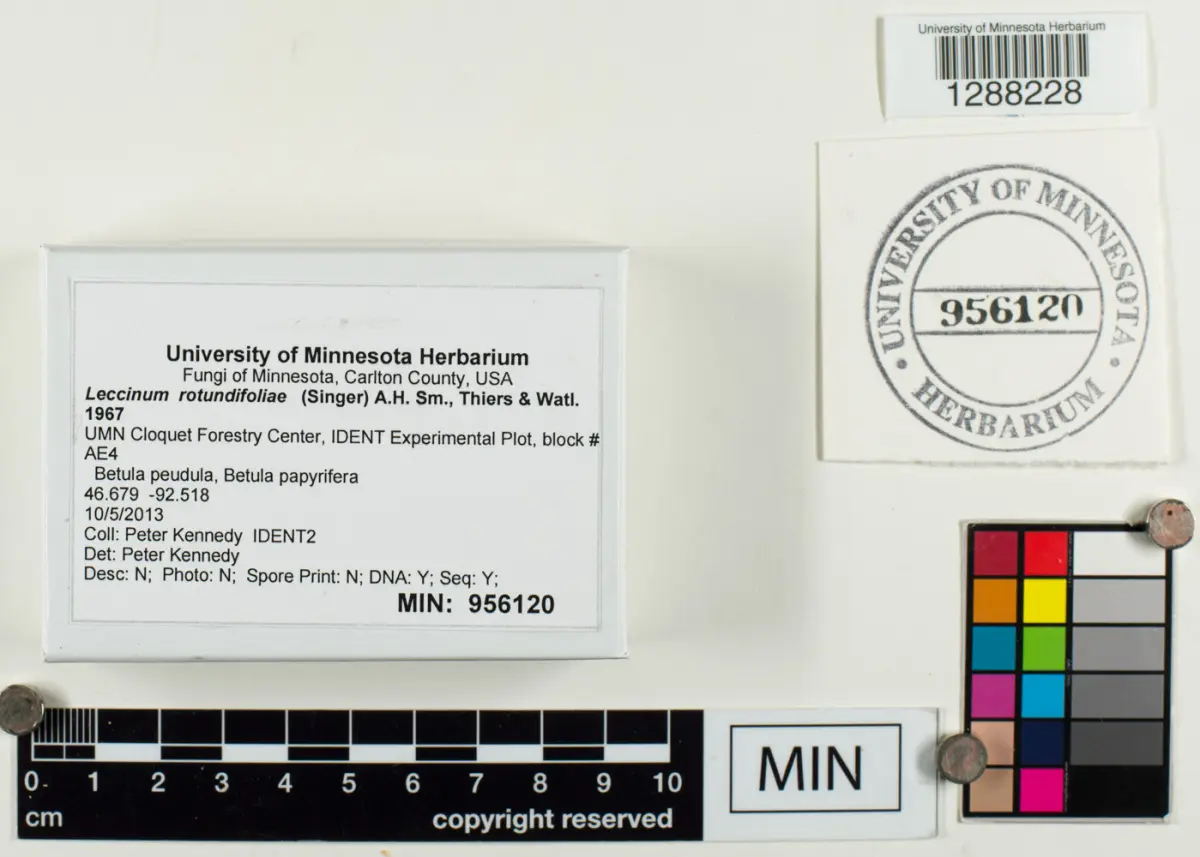 University of Minnesota Herbarium
1288228
UNIVERSITY OF MINNESOTA
956120
HERBARIUM
University of Minnesota Herbarium
Fungi of Minnesota, Carlton County, USA
Leccinum rotundifoliae (Singer) A.H. Sm., Thiers & Watl.
1967
UMN Cloquet Forestry Center, IDENT Experimental Plot, block #
AE4
Betula peudula, Betula papyrifera
46.679 -92.518
10/5/2013
Coll: Peter Kennedy IDENT2
Det: Peter Kennedy
Desc: N; Photo: N; Spore Print: N; DNA: Y; Seq: Y;
MIN: 956120
0 1 2 3 4 5 6 7 8 9 10
cm copyright reserved
MIN